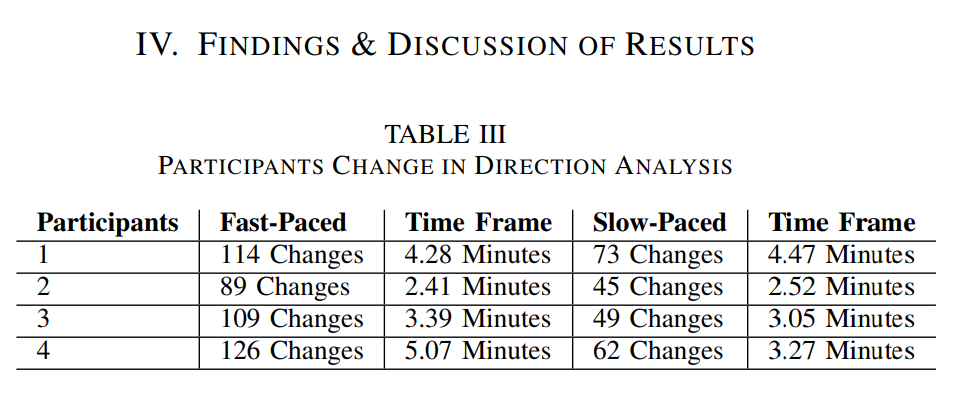 IV. FINDINGS & DISCUSSION OF RESULTS
TABLE III
PARTICIPANTS CHANGE IN DIRECTION ANALYSIS
Participants Fast-Paced Time Frame Slow-Paced Time Frame
1 114 Changes 4.28 Minutes 73 Changes 4.47 Minutes
2 89 Changes 2.41 Minutes 45 Changes 2.52 Minutes
3 109 Changes 3.39 Minutes 49 Changes 3.05 Minutes
4 126 Changes 5.07 Minutes 62 Changes 3.27 Minutes